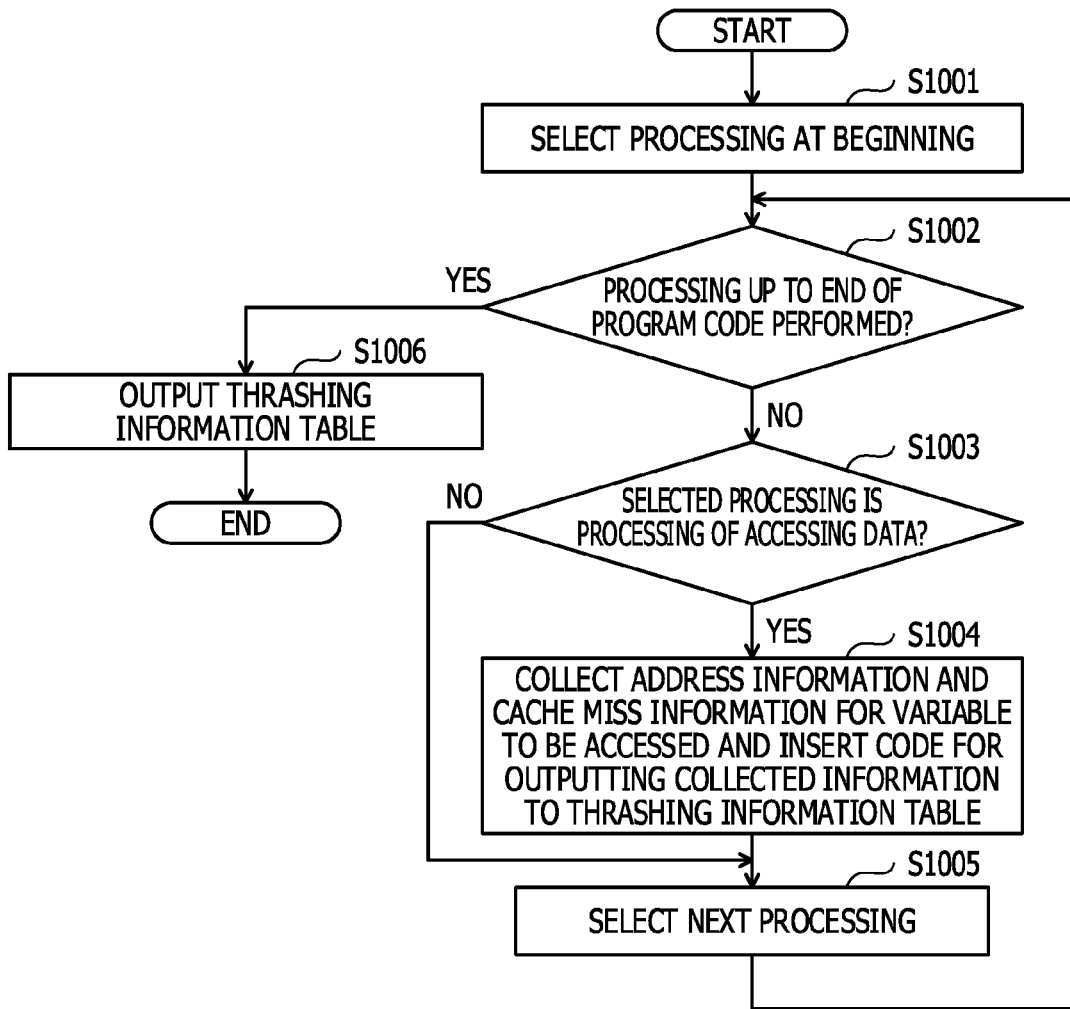 START
S1001
SELECT PROCESSING AT BEGINNING
S1002
YES
PROCESSING UP TO END OF
PROGRAM CODE PERFORMED?
S1006
OUTPUT THRASHING
INFORMATION TABLE
END
NO
S1003
NO
SELECTED PROCESSING IS
PROCESSING OF ACCESSING DATA?
YES
S1004
COLLECT ADDRESS INFORMATION AND
CACHE MISS INFORMATION FOR VARIABLE
TO BE ACCESSED AND INSERT CODE FOR
OUTPUTTING COLLECTED INFORMATION
TO THRASHING INFORMATION TABLE
S1005
SELECT NEXT PROCESSING